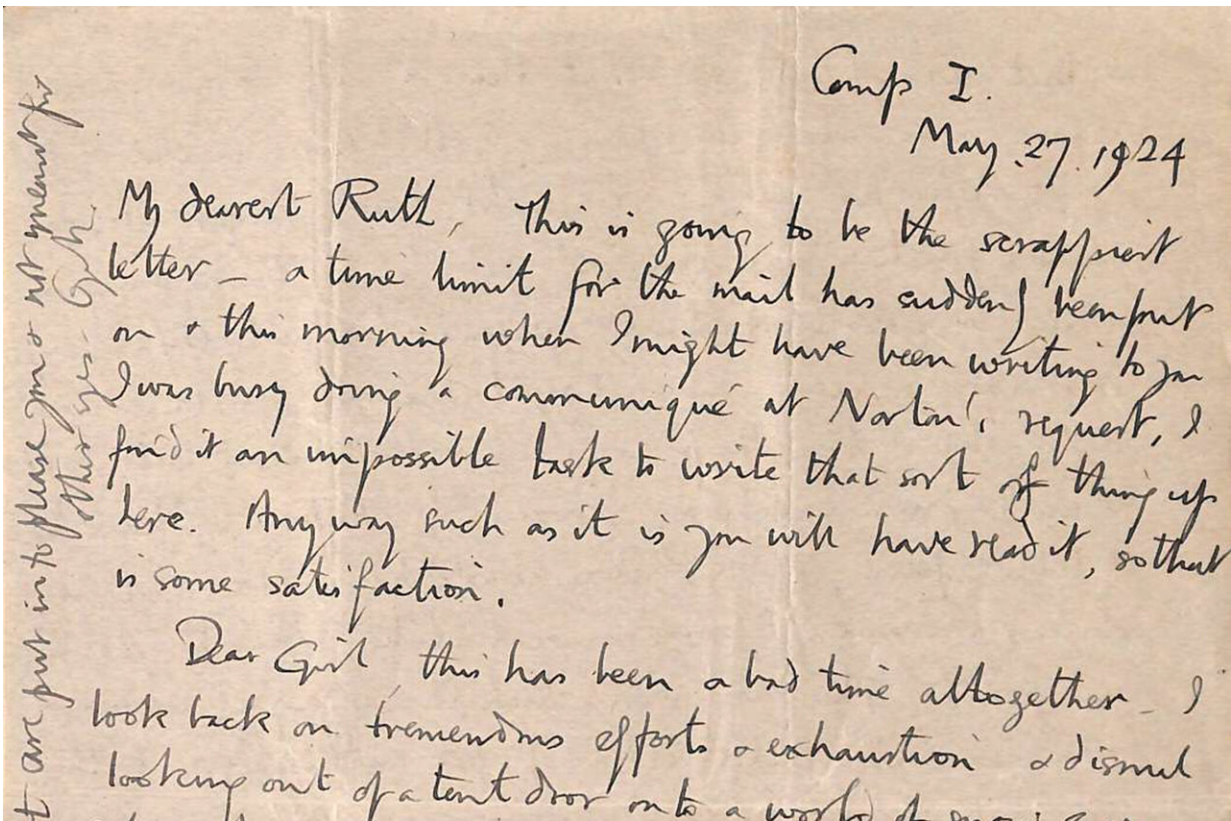 Camp I.
May. 27. 1924
My dearest Ruth, This is going to be the scrappiest
letter – a time limit for the mail has suddenly been put
on & this morning when I might have been writing to you
I was busy doing a communiqué at Norton's request, I
find it an impossible task to write that sort of thing up
here. Any way such as it is you will have read it, so that
is some satisfaction.
Dear Girl, this has been a bad time altogether – I
look back on tremendous efforts & exhaustion & dismal
looking out of a tent door onto a world of snow
are put in to please you & not meant for
other eyes – G.M.